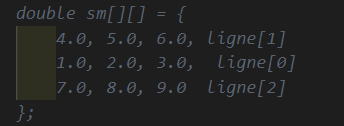 double sm[][] = {
4.0, 5.0, 6.0, ligne[1]
1.0, 2.0, 3.0, ligne[0]
7.0, 8.0, 9.0 ligne[2]
};